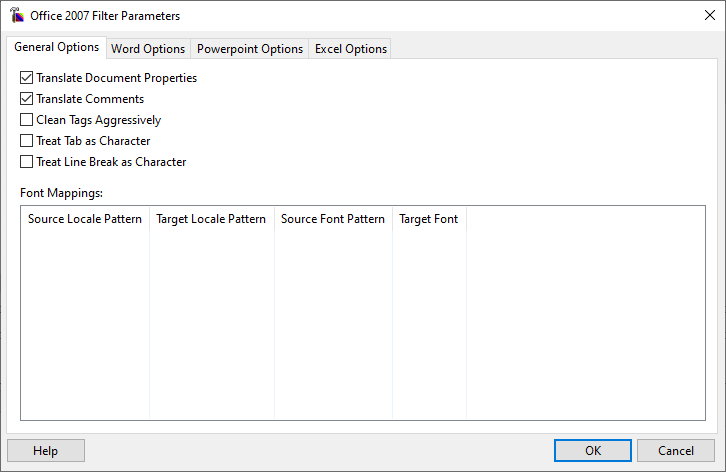 Office 2007 Filter Parameters
General Options Word Options Powerpoint Options Excel Options
Translate Document Properties
Translate Comments
Clean Tags Aggressively
Treat Tab as Character
Treat Line Break as Character
Font Mappings:
Source Locale Pattern Target Locale Pattern Source Font Pattern Target Font
Help OK Cancel